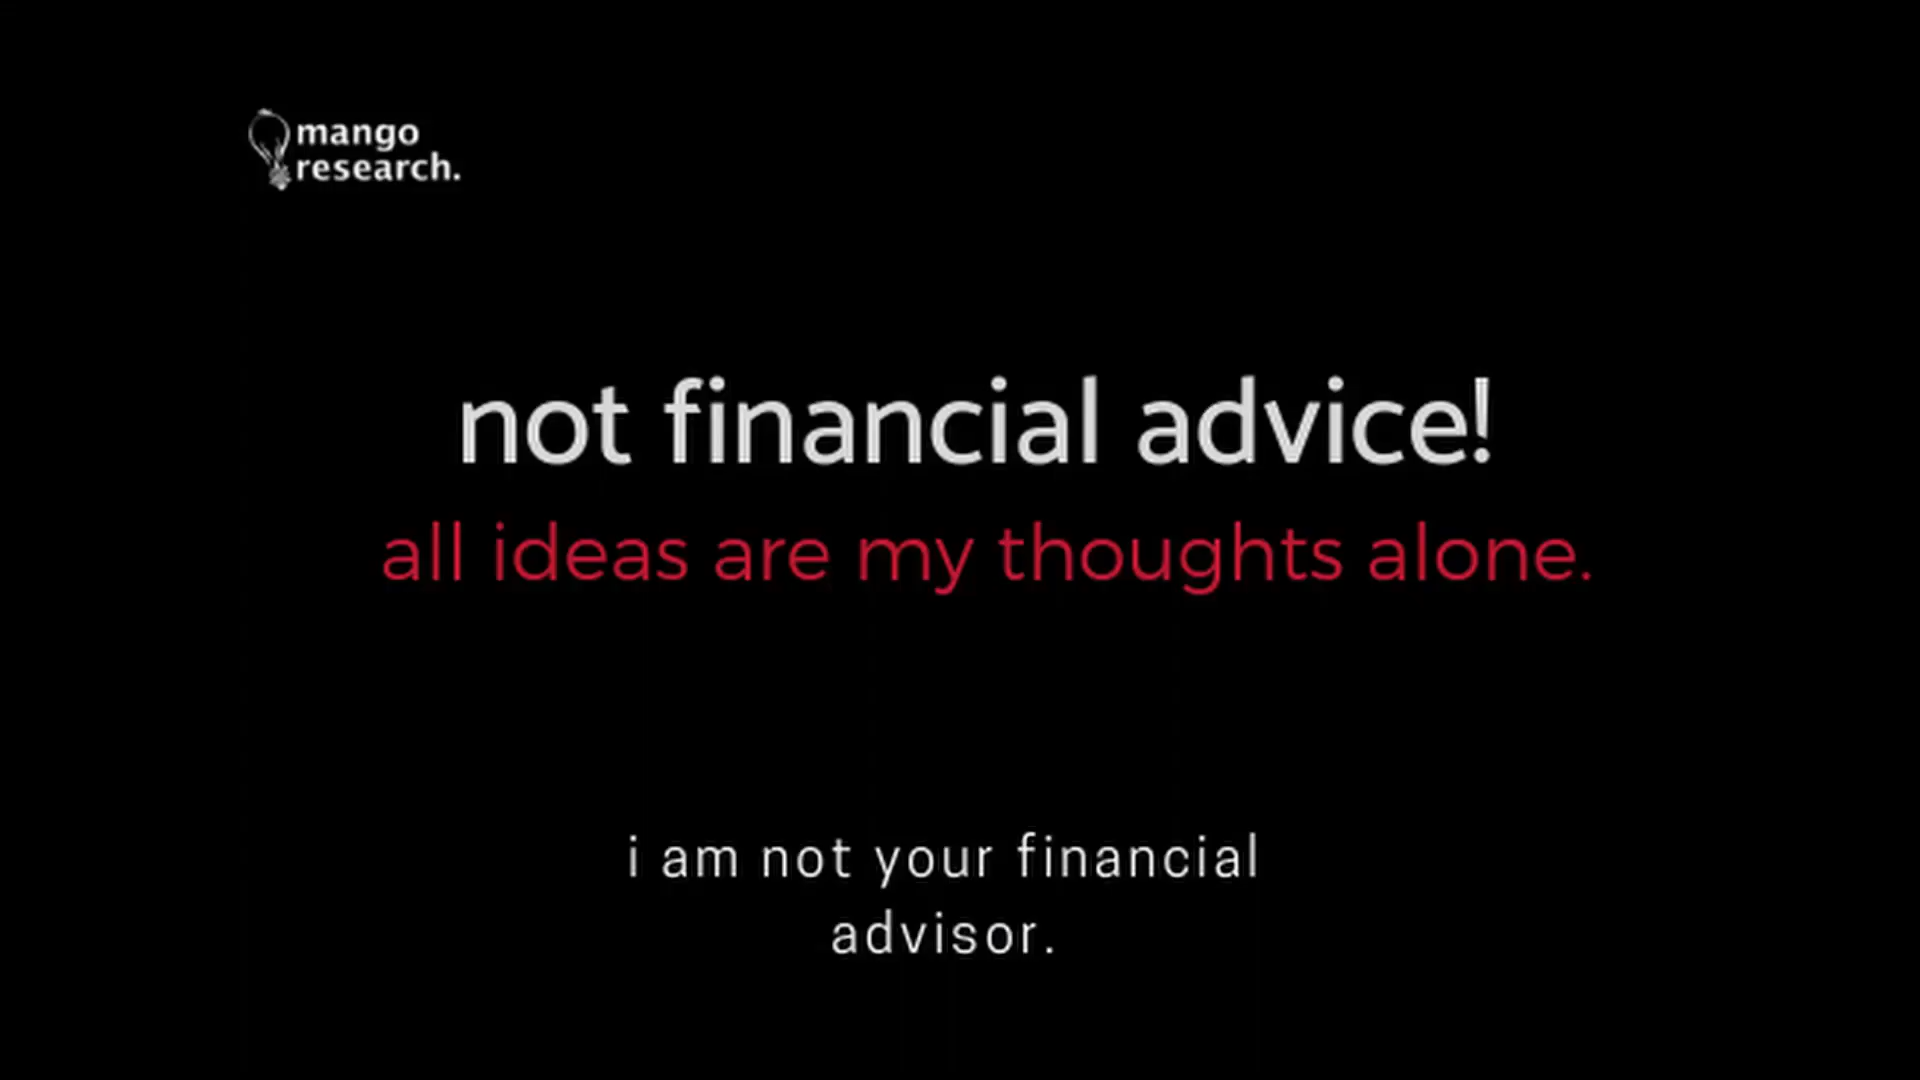 mango
research.
not financial advice!
all ideas are my thoughts alone.
i am not your financial
advisor.